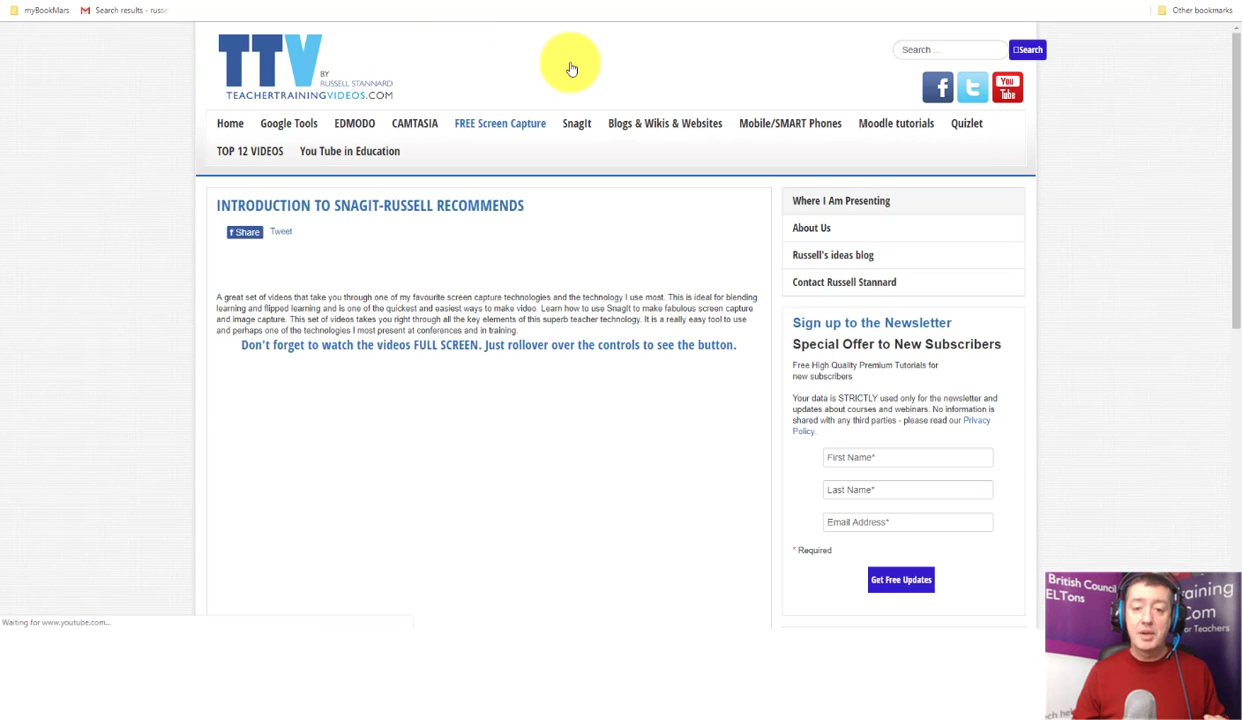 myBookMars
Search results - russe
Other bookmarks
TTV
BY
RUSSELL STANNARD
TEACHERTRAININGVIDEOS.COM
Search ...
Search
f
You
Tube
Home
Google Tools
EDMODO
CAMTASIA
FREE Screen Capture
SnagIt
Blogs & Wikis & Websites
Mobile/SMART Phones
Moodle tutorials
Quizlet
TOP 12 VIDEOS
You Tube in Education
INTRODUCTION TO SNAGIT-RUSSELL RECOMMENDS
f Share
Tweet
A great set of videos that take you through one of my favourite screen capture technologies and the technology I use most. This is ideal for blending
learning and flipped learning and is one of the quickest and easiest ways to make video. Learn how to use SnagIt to make fabulous screen capture
and image capture. This set of videos takes you right through all the key elements of this superb teacher technology. It is a really easy tool to use
and perhaps one of the technologies I most present at conferences and in training.
Don't forget to watch the videos FULL SCREEN. Just rollover over the controls to see the button.
Where I Am Presenting
About Us
Russell's ideas blog
Contact Russell Stannard
Sign up to the Newsletter
Special Offer to New Subscribers
Free High Quality Premium Tutorials for
new subscribers
Your data is STRICTLY used only for the newsletter and
updates about courses and webinars. No information is
shared with any third parties - please read our Privacy
Policy.
First Name*
Last Name*
Email Address*
* Required
Get Free Updates
Waiting for www.youtube.com...
British Council
ELTons
aining
Com
or Teachers
ech he